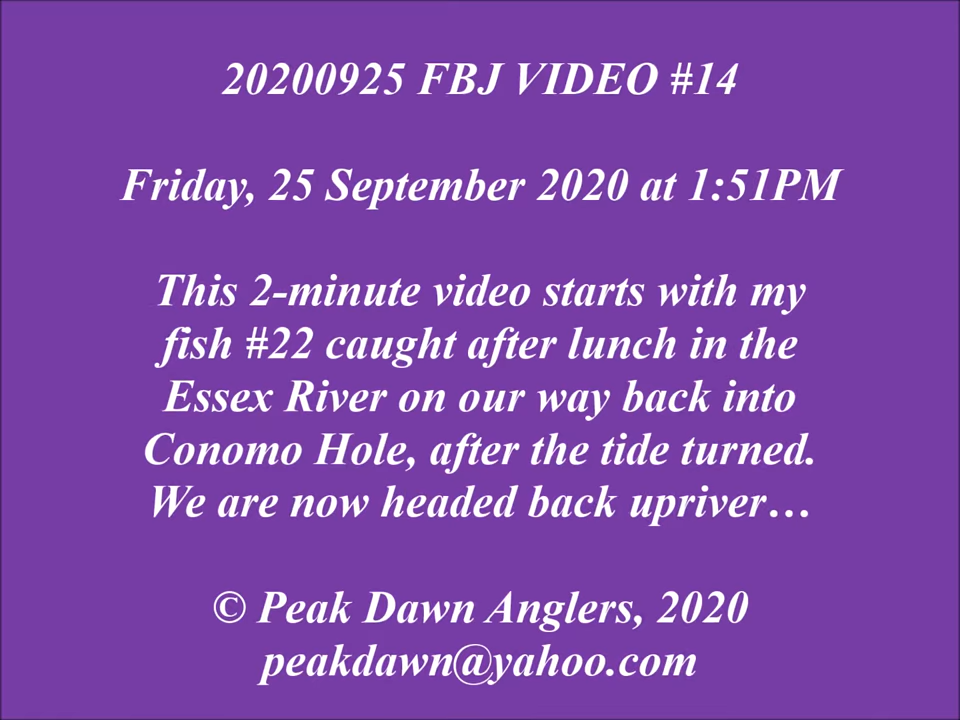 20200925 FBJ VIDEO #14
Friday, 25 September 2020 at 1:51PM
This 2-minute video starts with my
fish #22 caught after lunch in the
Essex River on our way back into
Conomo Hole, after the tide turned.
We are now headed back upriver…
© Peak Dawn Anglers, 2020
peakdawn@yahoo.com